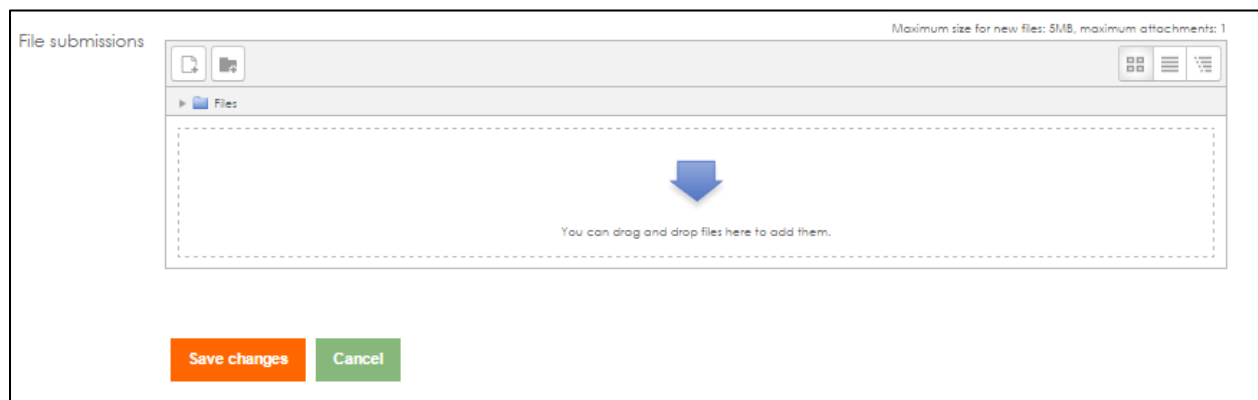 Maximum size for new files: 5MB, maximum attachments: 1
File submissions
Files
You can drag and drop files here to add them.
Save changes
Cancel